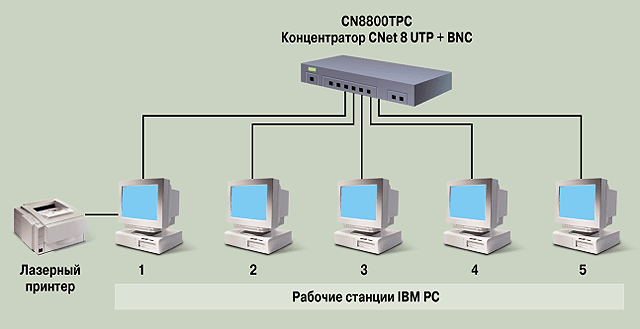 CN8800TPC
Концентратор CNet 8 UTP + BNC
Лазерный
принтер
1
2
3
4
5
Рабочие станции IBM PC